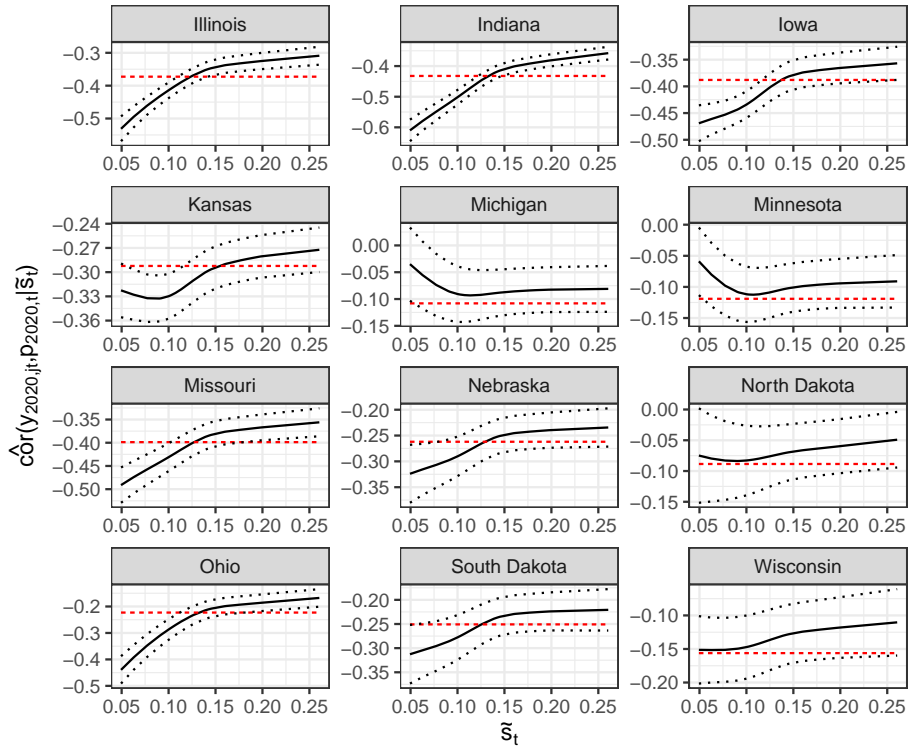 Illinois
Indiana
Iowa
−0.3
−0.4
−0.5
0.05 0.10 0.15 0.20 0.25
−0.4
−0.5
−0.6
0.05 0.10 0.15 0.20 0.25
−0.35
−0.40
−0.45
−0.50
0.05 0.10 0.15 0.20 0.25
Kansas
Michigan
Minnesota
−0.24
−0.27
−0.30
−0.33
−0.36
0.05 0.10 0.15 0.20 0.25
0.00
−0.05
−0.10
−0.15
0.05 0.10 0.15 0.20 0.25
0.00
−0.05
−0.10
−0.15
0.05 0.10 0.15 0.20 0.25
Missouri
Nebraska
North Dakota
−0.35
−0.40
−0.45
−0.50
0.05 0.10 0.15 0.20 0.25
−0.20
−0.25
−0.30
−0.35
0.05 0.10 0.15 0.20 0.25
0.00
−0.05
−0.10
−0.15
0.05 0.10 0.15 0.20 0.25
Ohio
South Dakota
Wisconsin
−0.2
−0.3
−0.4
−0.5
0.05 0.10 0.15 0.20 0.25
−0.20
−0.25
−0.30
−0.35
0.05 0.10 0.15 0.20 0.25
−0.10
−0.15
−0.20
0.05 0.10 0.15 0.20 0.25
côr(y2020,jt,p2020,t|s̃t)
s̃t